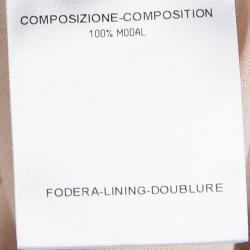 COMPOSIZIONE-COMPOSITION
100% MODAL
FODERA-LINING-DOUBLURE